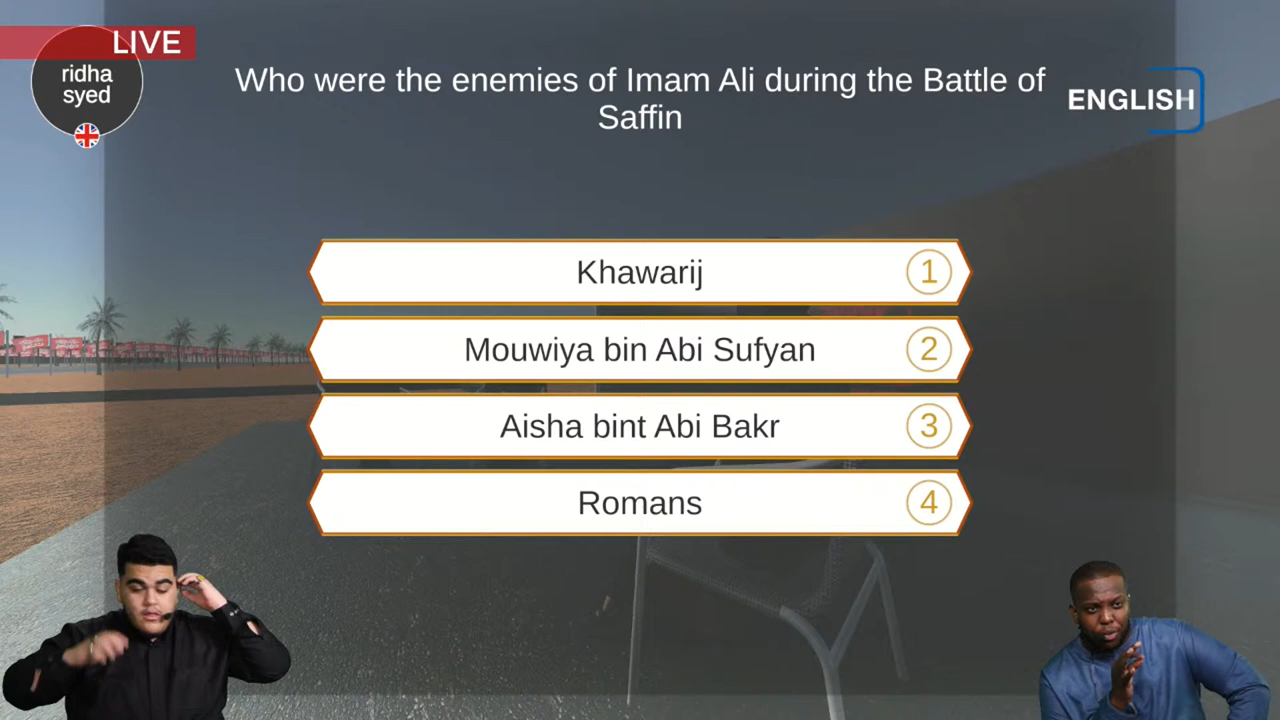 LIVE
ridha
syed
Who were the enemies of Imam Ali during the Battle of
Saffin
ENGLISH
Khawarij 1
Mouwiya bin Abi Sufyan 2
Aisha bint Abi Bakr 3
Romans 4